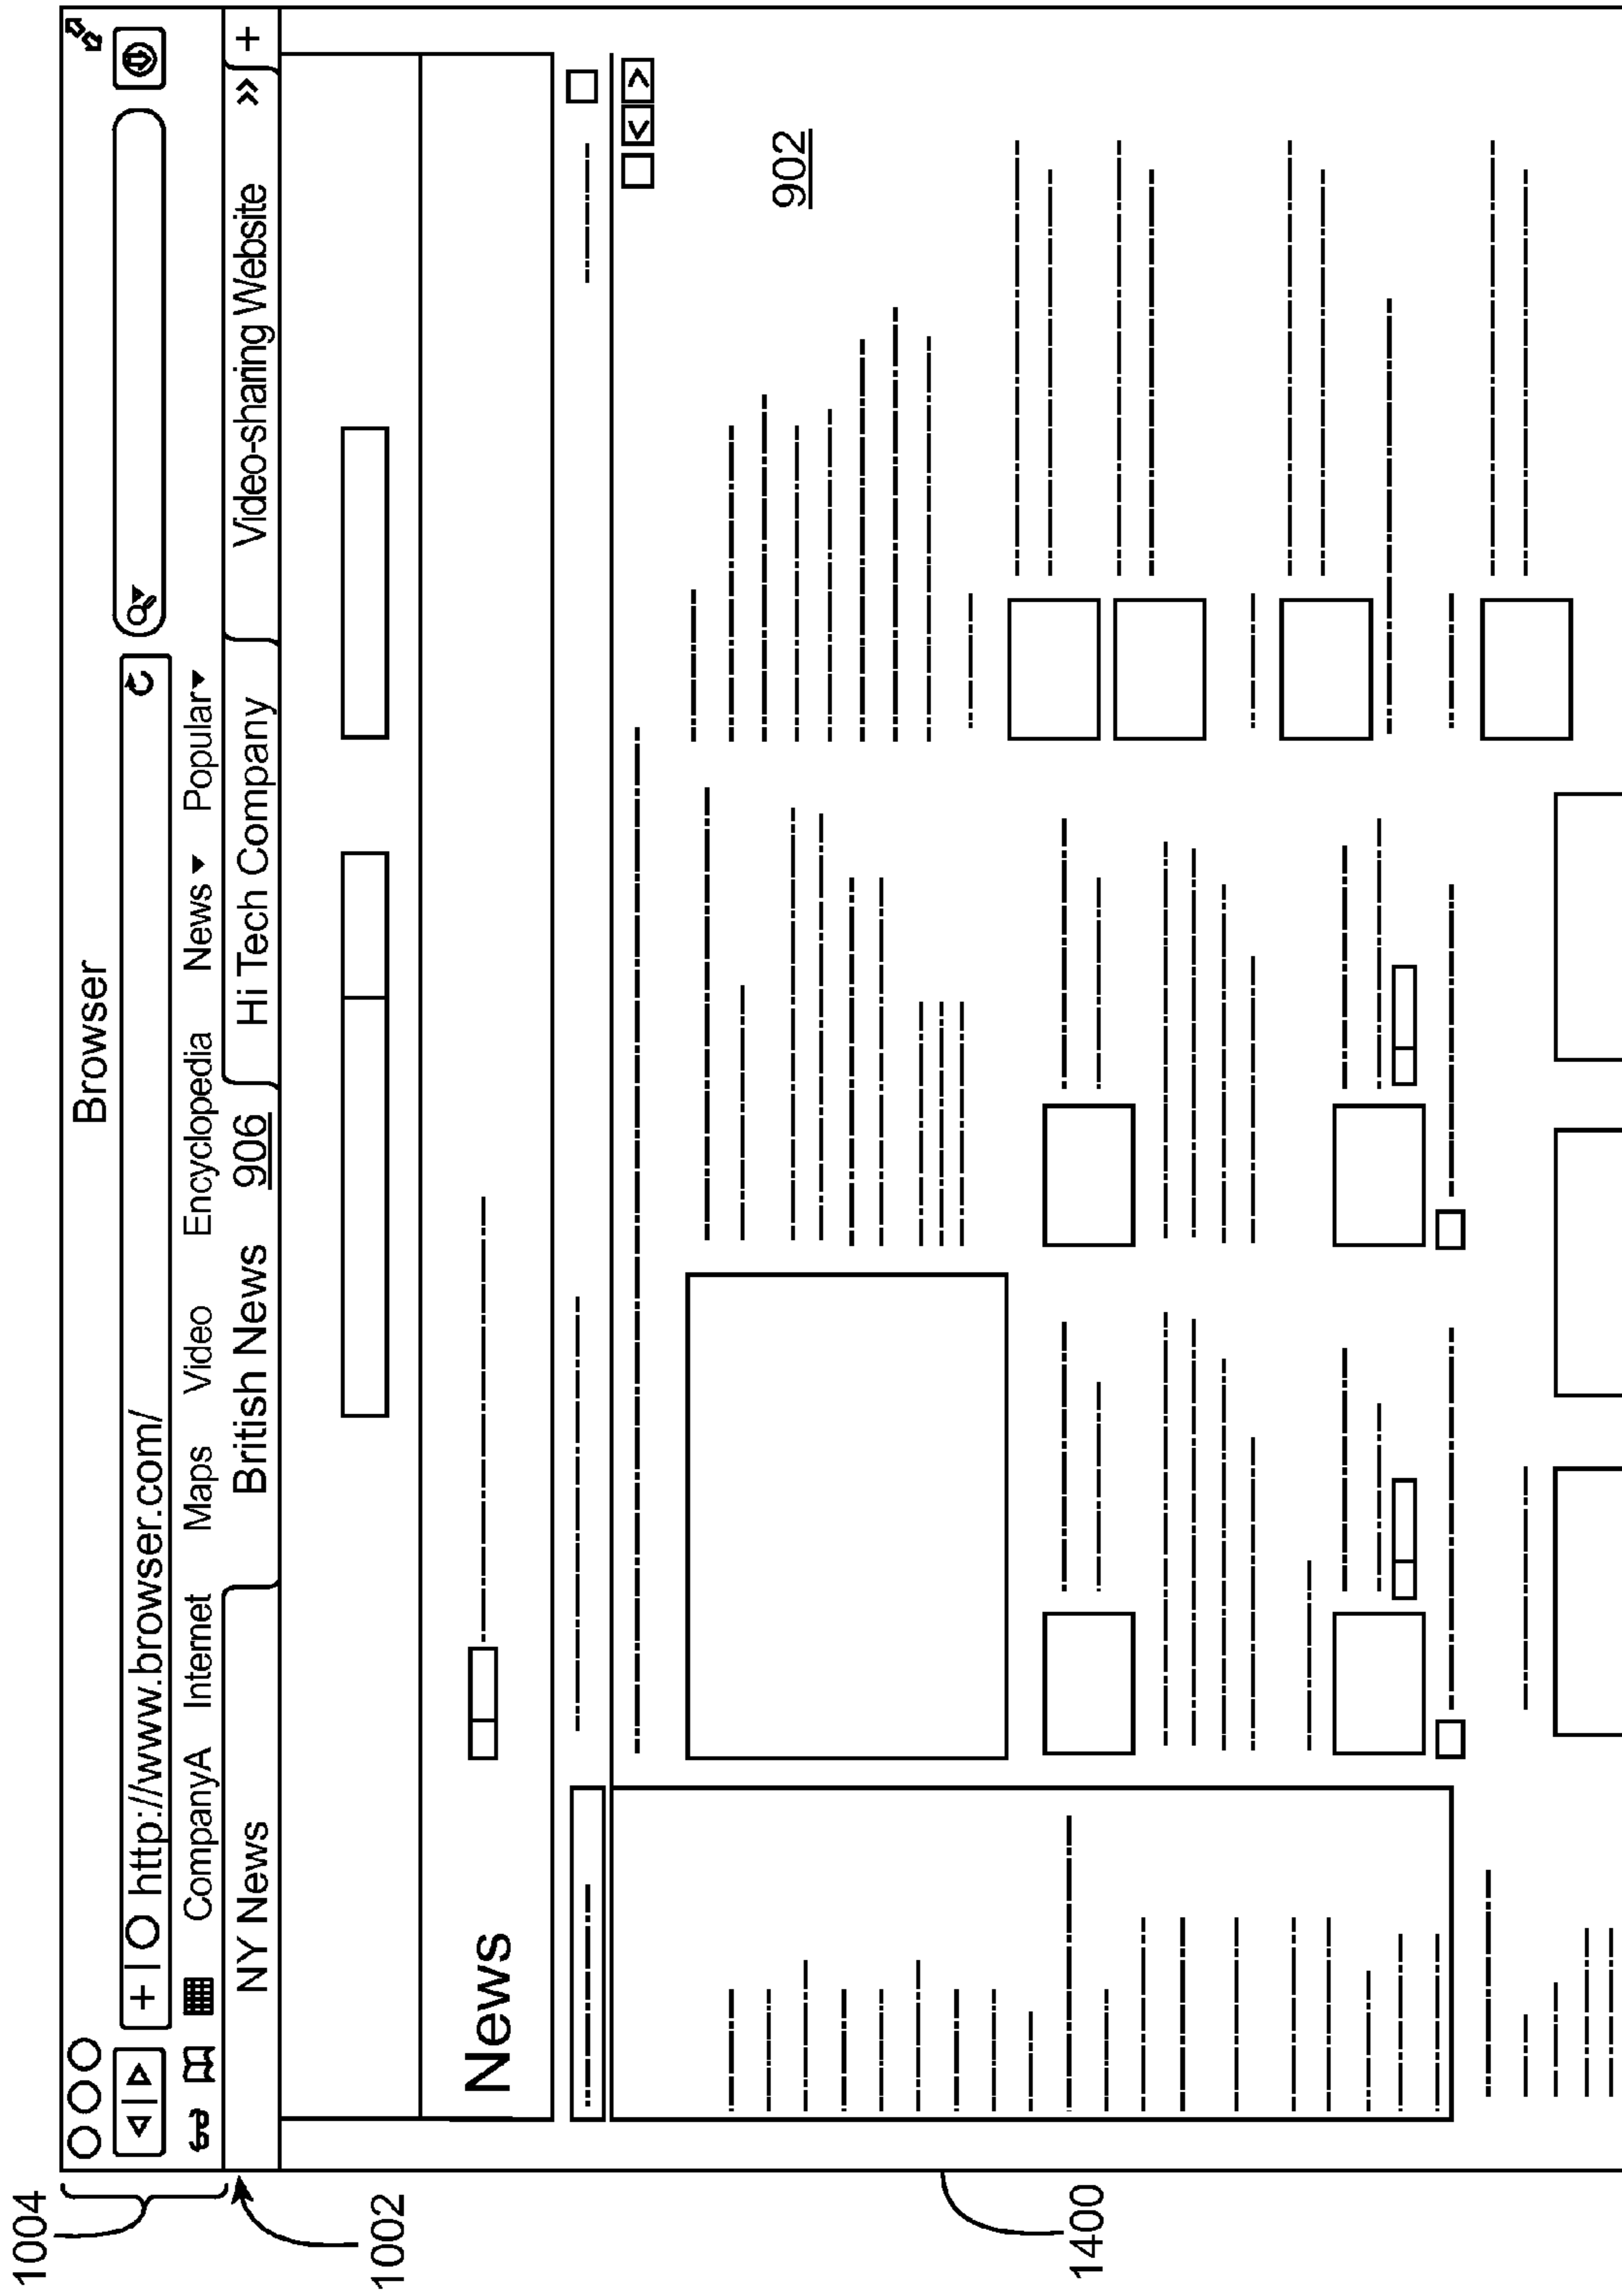 1004
Browser
+ | http://www.browser.com/
CompanyA Internet Maps Video Encyclopedia News Popular
1002
NY News British News 906 Hi Tech Company Video-sharing Website » +
News
< >
902
1400